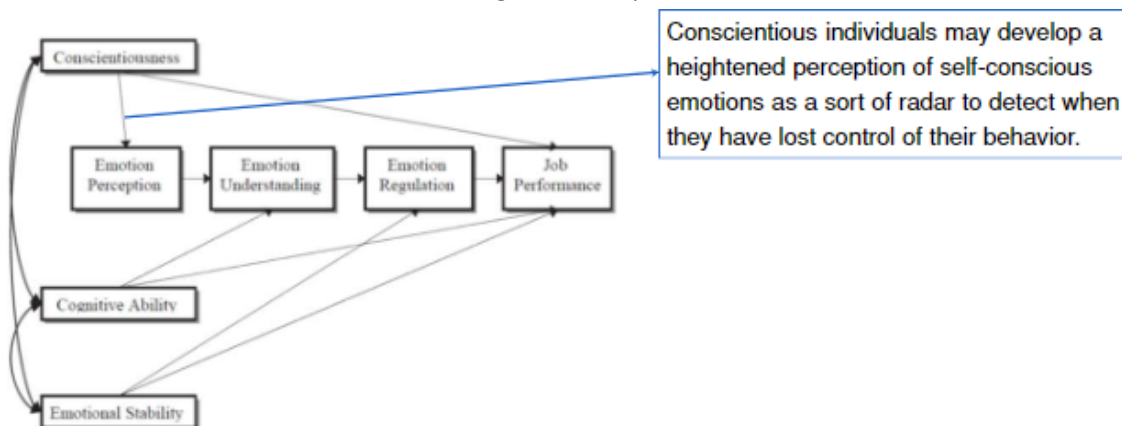 Conscientiousness
Conscientious individuals may develop a
heightened perception of self-conscious
emotions as a sort of radar to detect when
they have lost control of their behavior.
Emotion
Perception
Emotion
Understanding
Emotion
Regulation
Job
Performance
Cognitive Ability
Emotional Stability